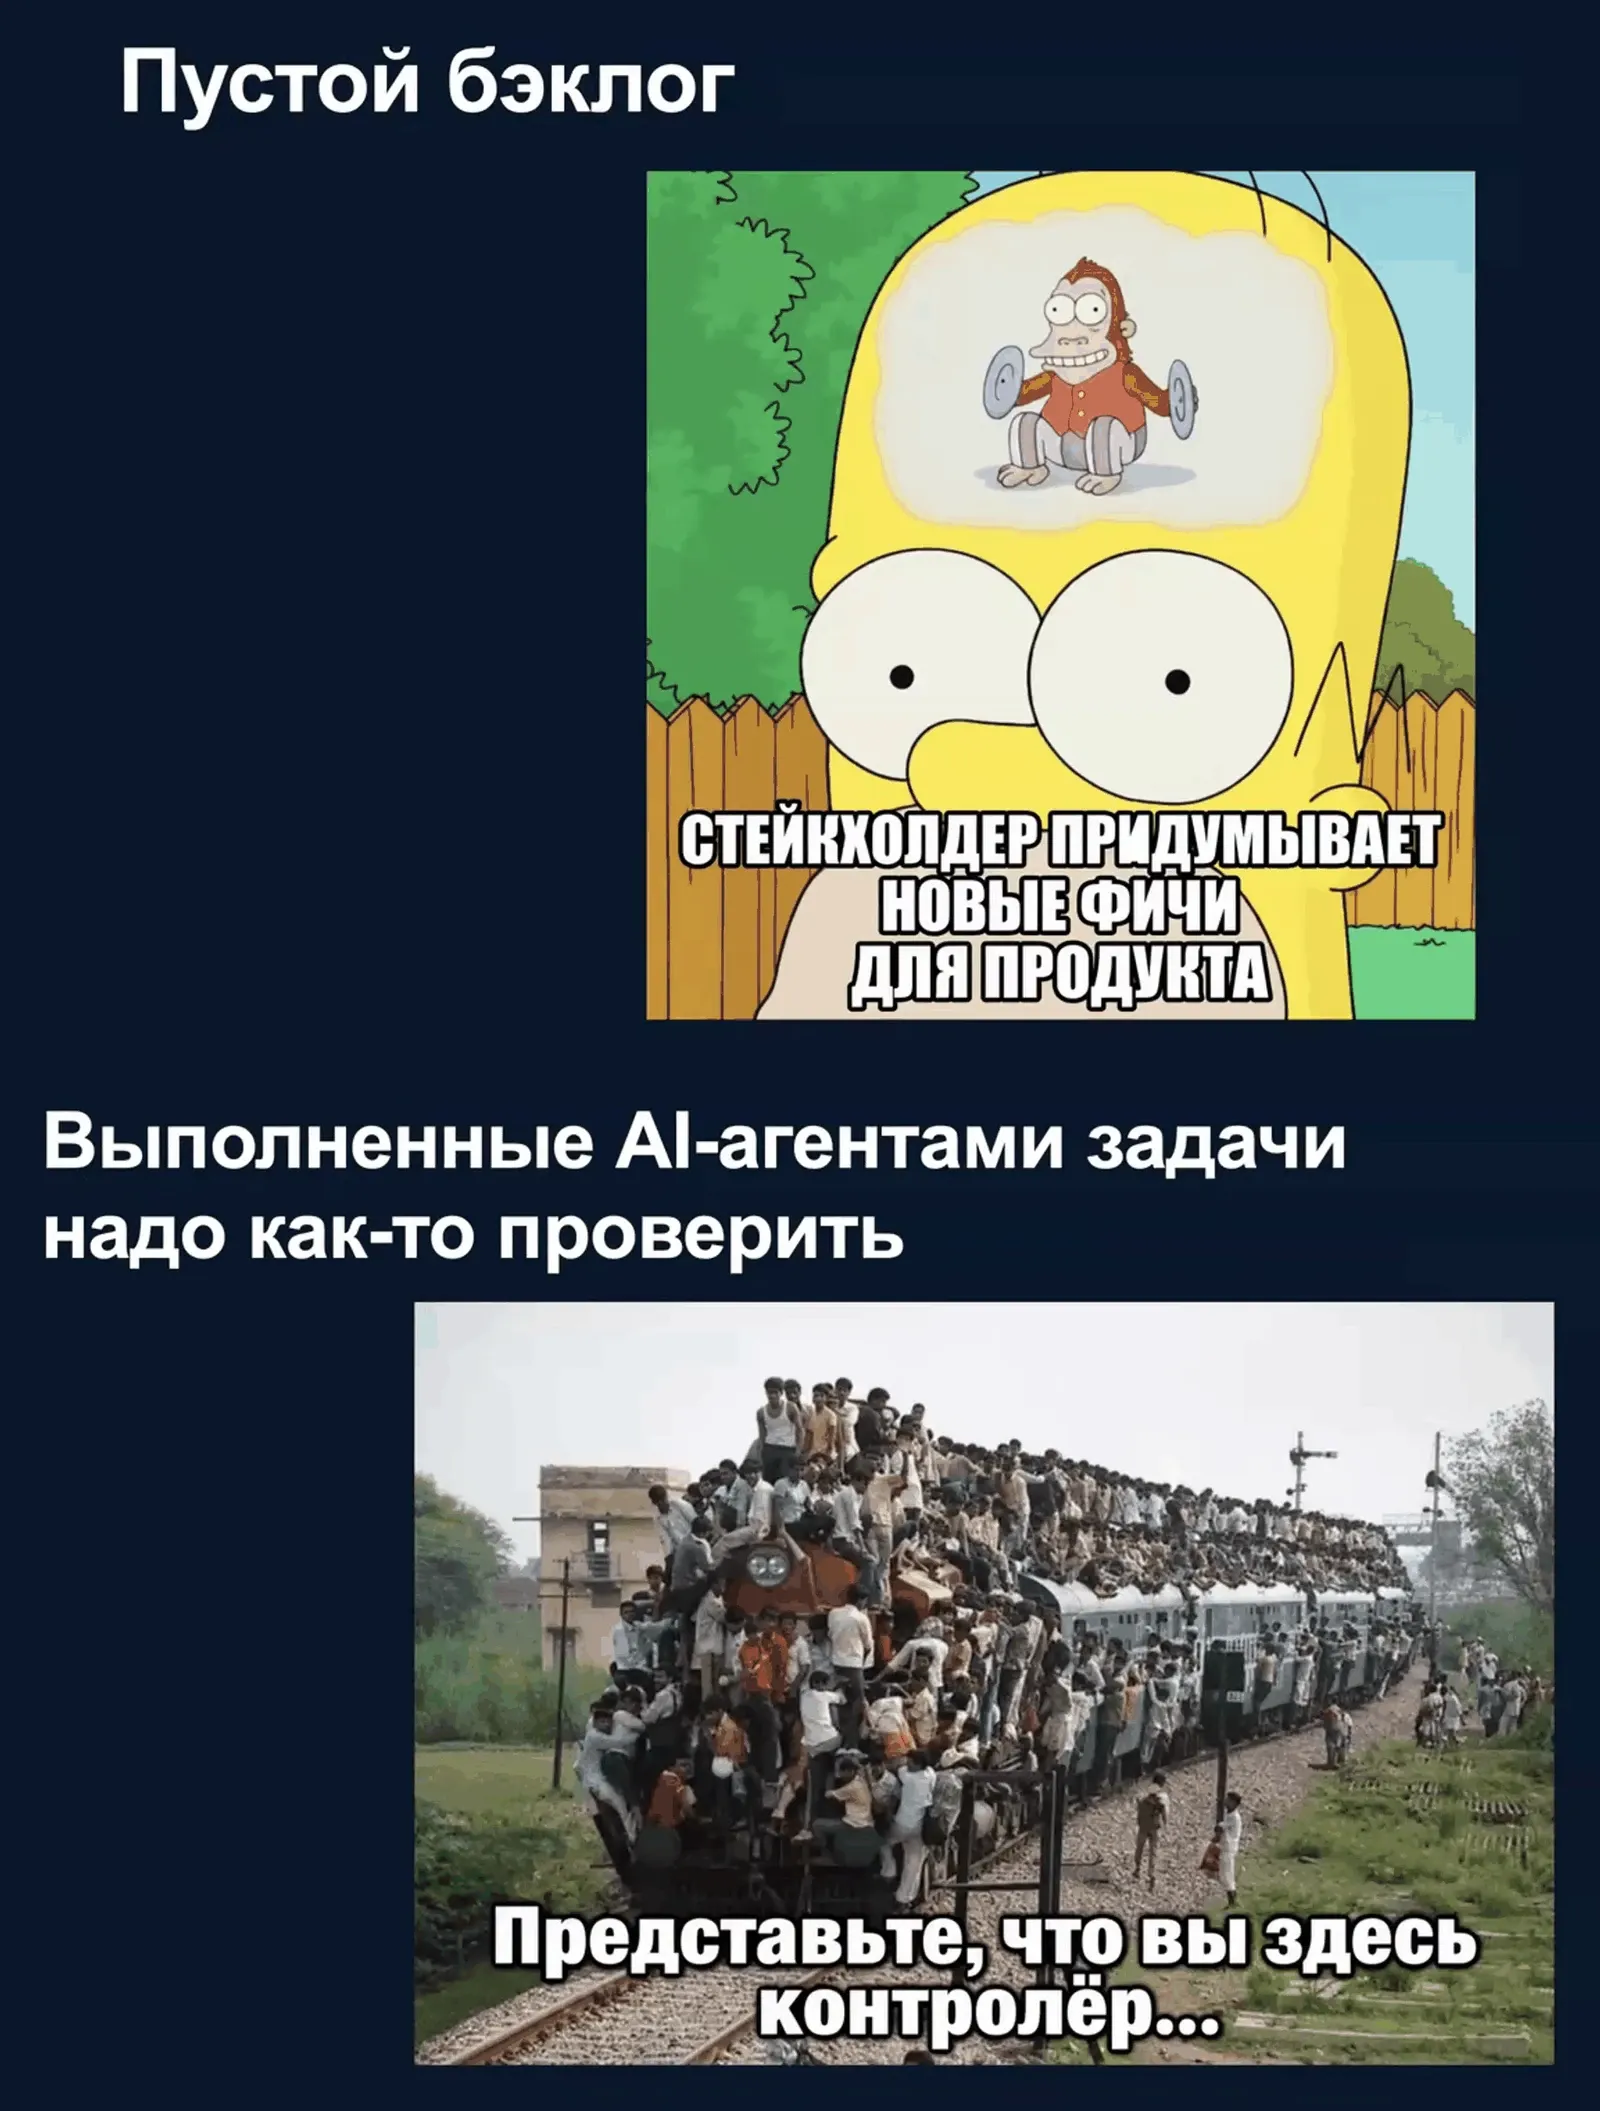 Пустой бэклог
СТЕЙКХОЛДЕР ПРИДУМЫВАЕТ
НОВЫЕ ФИЧИ
ДЛЯ ПРОДУКТА
Выполненные AI-агентами задачи
надо как-то проверить
Представьте, что вы здесь
контролёр...